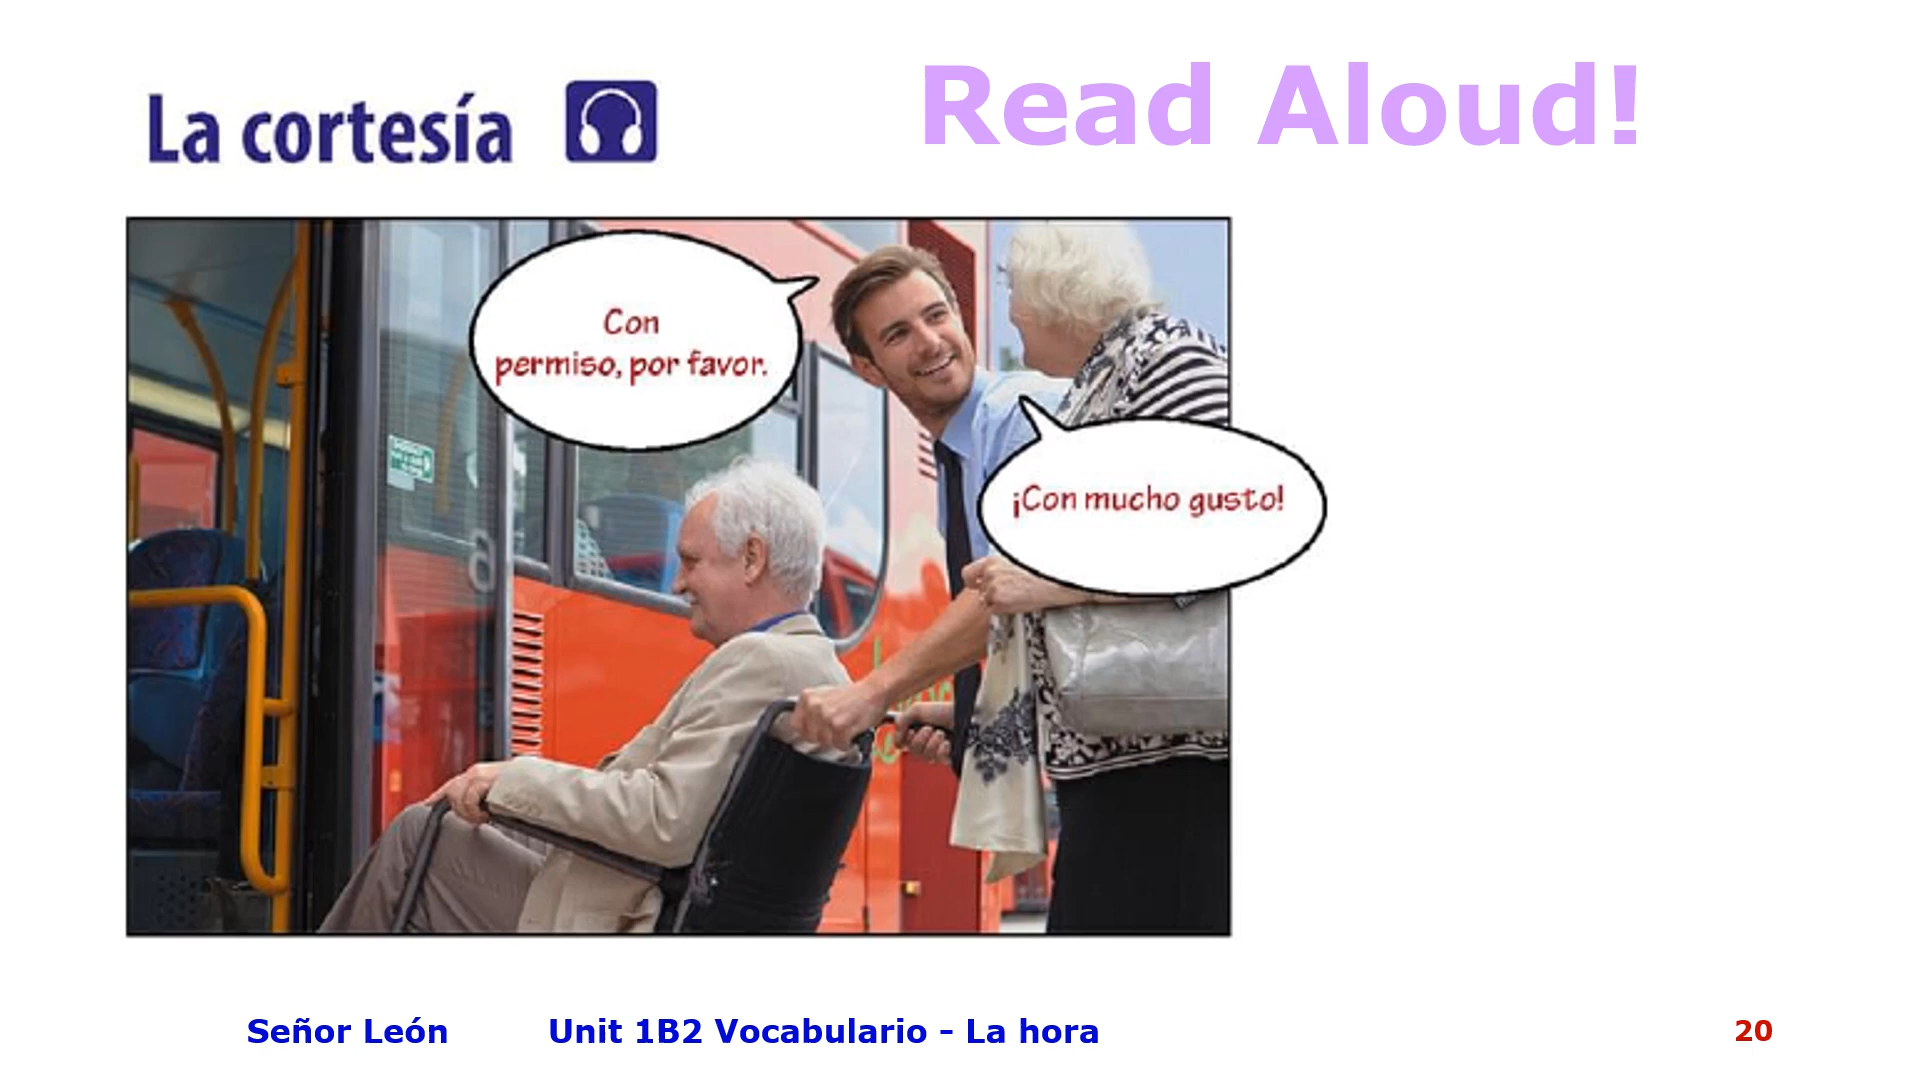 La cortesía
Read Aloud!
Con
permiso, por favor.
¡Con mucho gusto!
Señor León
Unit 1B2 Vocabulario – La hora
20